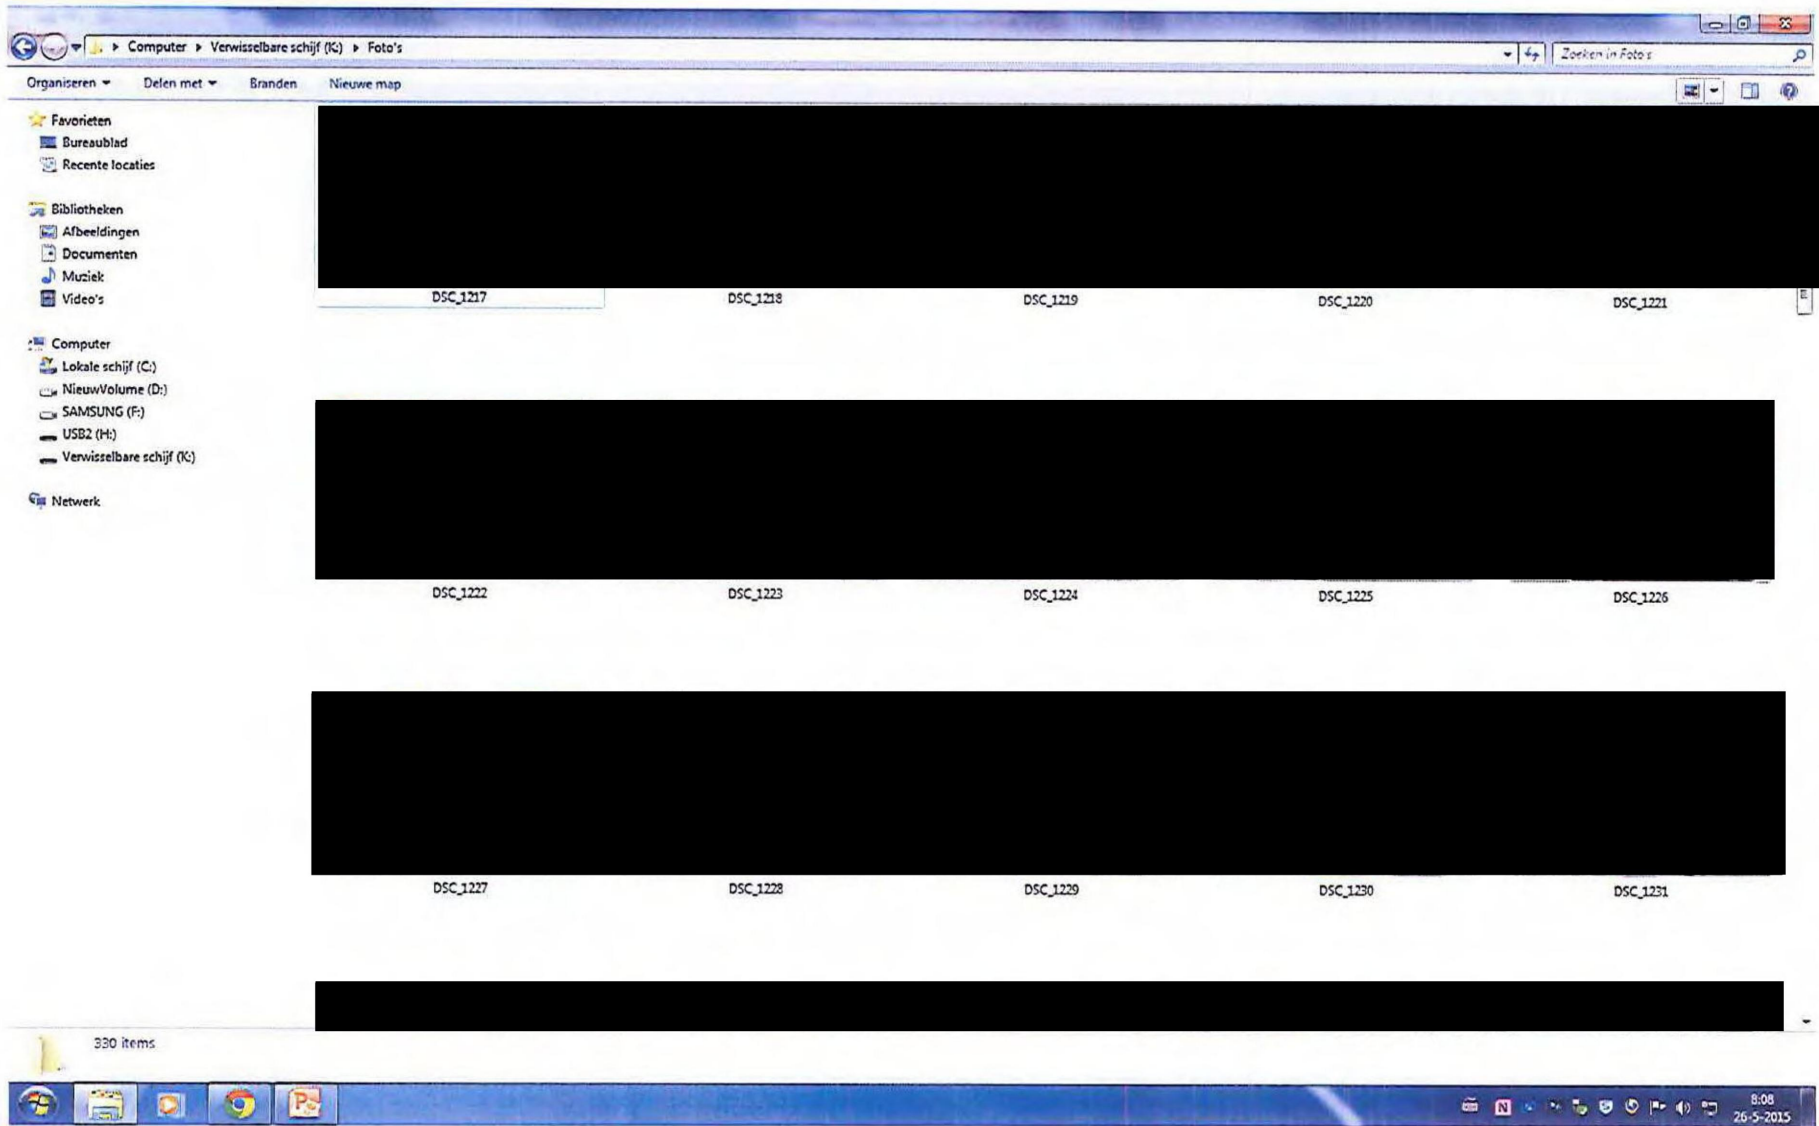 Computer ▸ Verwisselbare schijf (K:) ▸ Foto's
Zoeken in Foto's
Organiseren Delen met Branden Nieuwe map
Favorieten
Bureaublad
Recente locaties
Bibliotheken
Afbeeldingen
Documenten
Muziek
Video's
Computer
Lokale schijf (C:)
NieuwVolume (D:)
SAMSUNG (F:)
USB2 (H:)
Verwisselbare schijf (K:)
Netwerk
DSC_1217 DSC_1218 DSC_1219 DSC_1220 DSC_1221
DSC_1222 DSC_1223 DSC_1224 DSC_1225 DSC_1226
DSC_1227 DSC_1228 DSC_1229 DSC_1230 DSC_1231
330 items
8:08
26-5-2015